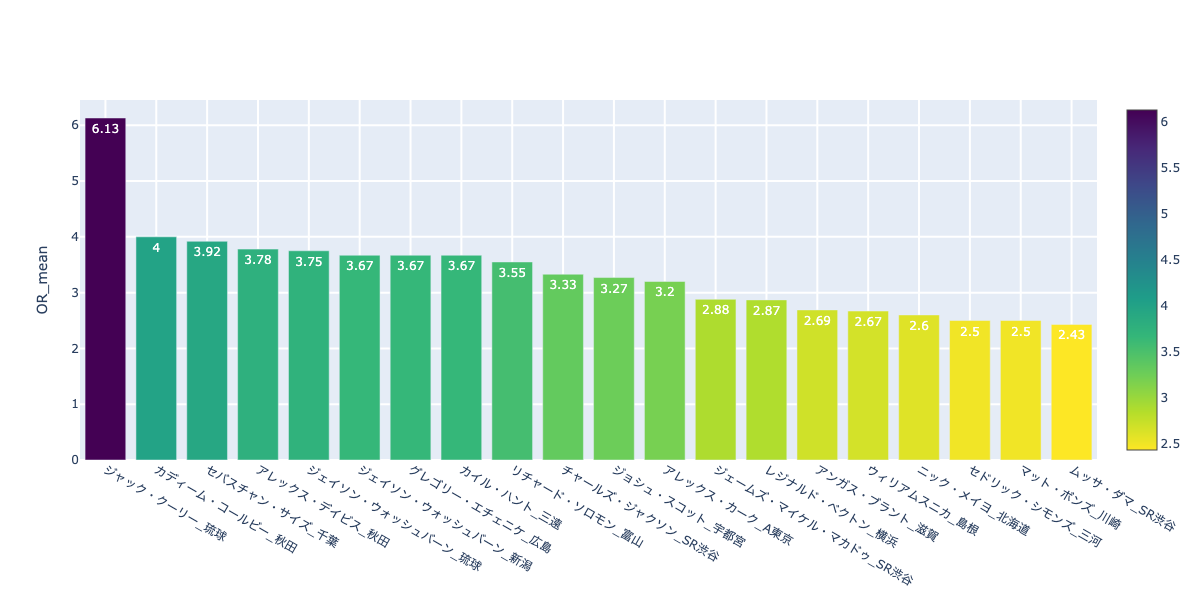 OR_mean
6
5
4
3
2
1
0
6.13
4
3.92
3.78
3.75
3.67
3.67
3.67
3.55
3.33
3.27
3.2
2.88
2.87
2.69
2.67
2.6
2.5
2.5
2.43
ジャック・クーリー_琉球
カディーム・コールビー_秋田
セバスチャン・サイズ_千葉
アレックス・デイビス_秋田
ジェイソン・ウォッシュバーン_琉球
ジェイソン・ウォッシュバーン_新潟
グレゴリー・エチェニケ_広島
カイル・ハント_三遠
リチャード・ソロモン_富山
チャールズ・ジャクソン_SR渋谷
ジョシュ・スコット_宇都宮
アレックス・カーク_A東京
ジェームズ・マイケル・マカドゥ_SR渋谷
レジナルド・ベクトン_横浜
アンガス・ブラント_滋賀
ウィリアムスニカ_島根
ニック・メイヨ_北海道
セドリック・シモンズ_三河
マット・ボンズ_川崎
ムッサ・ダマ_SR渋谷
6
5.5
5
4.5
4
3.5
3
2.5